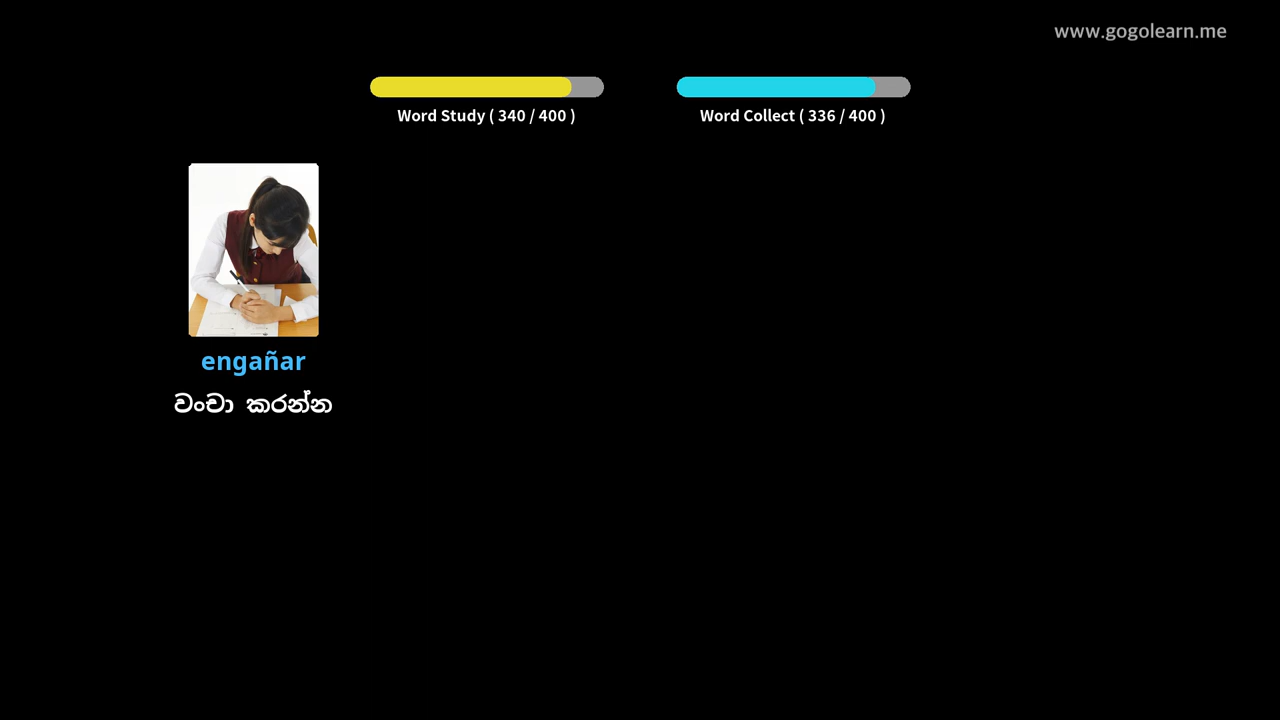 www.gogolearn.me
Word Study ( 340 / 400 )
Word Collect ( 336 / 400 )
engañar
වංචා කරන්න